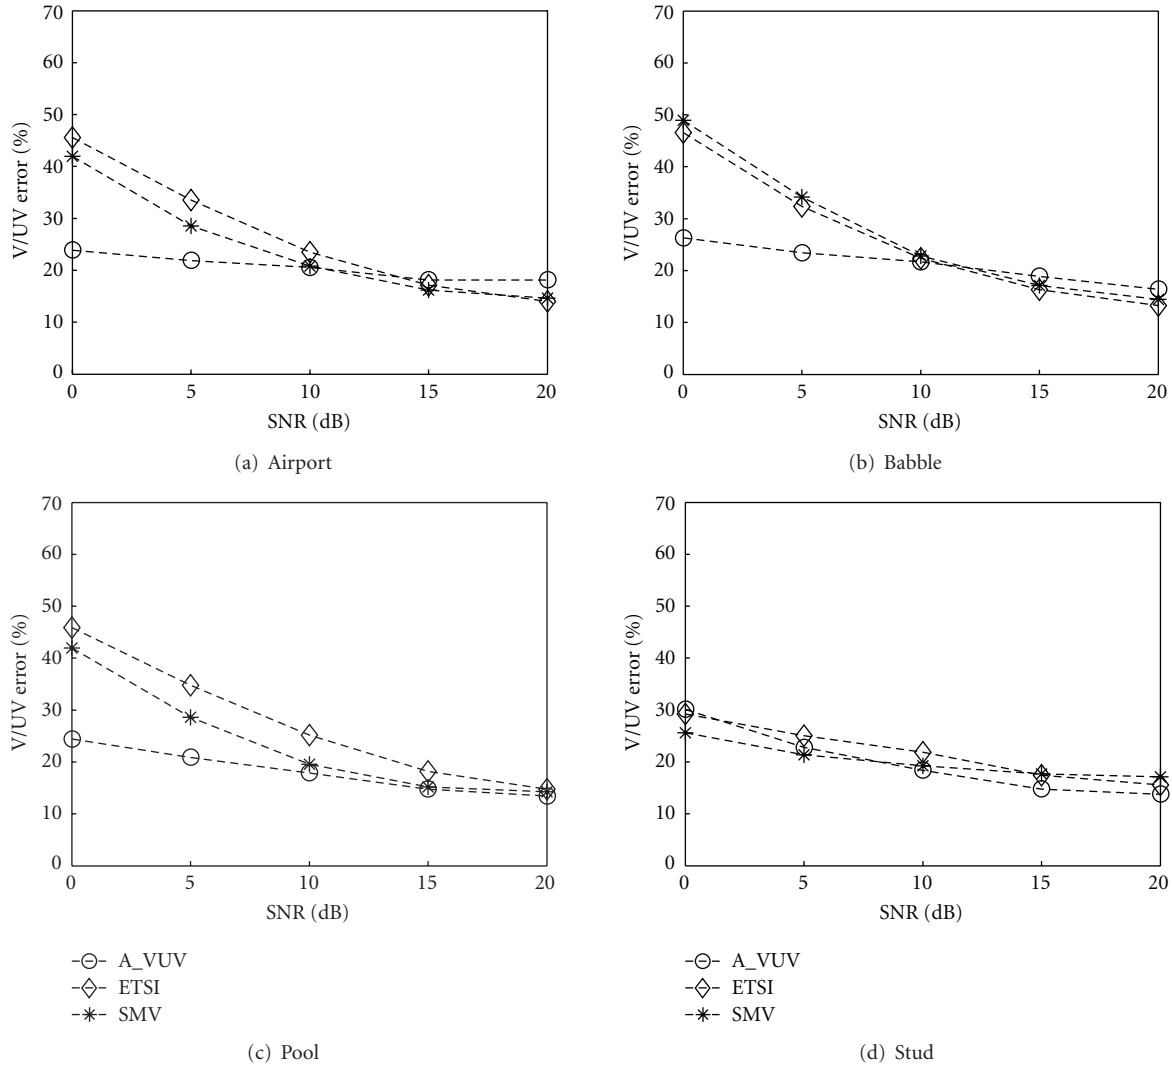 70
60
50
40
30
20
10
0
V/UV error (%)
0 5 10 15 20
SNR (dB)
(a) Airport
70
60
50
40
30
20
10
0
V/UV error (%)
0 5 10 15 20
SNR (dB)
(b) Babble
70
60
50
40
30
20
10
0
V/UV error (%)
0 5 10 15 20
SNR (dB)
A_VUV
ETSI
SMV
(c) Pool
70
60
50
40
30
20
10
0
V/UV error (%)
0 5 10 15 20
SNR (dB)
A_VUV
ETSI
SMV
(d) Stud